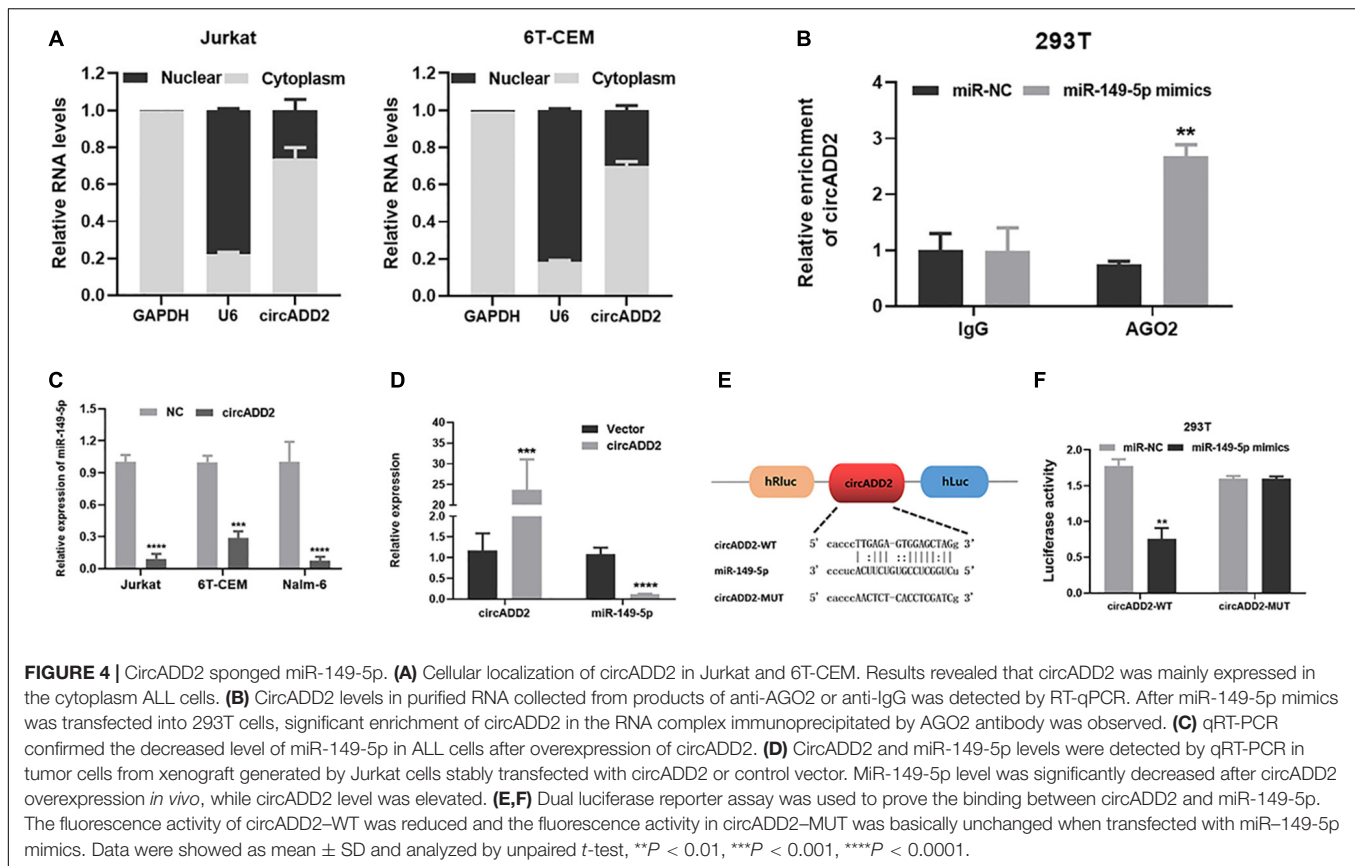 A
Jurkat
Nuclear Cytoplasm
Relative RNA levels
1.2
1.0
0.8
0.6
0.4
0.2
0.0
GAPDH U6 circADD2
6T-CEM
Nuclear Cytoplasm
Relative RNA levels
1.2
1.0
0.8
0.6
0.4
0.2
0.0
GAPDH U6 circADD2
B
293T
miR-NC miR-149-5p mimics
Relative enrichment
of circADD2
4
3
2
1
0
**
IgG AGO2
C
NC circADD2
Relative expression of miR-149-5p
1.5
1.2
0.9
0.6
0.3
0.0
**** *** ****
Jurkat 6T-CEM Nalm-6
D
Vector
circADD2
Relative expression
40
35
30
25
20
15
10
5
2.0
1.5
1.0
0.5
0.0
***
****
circADD2 miR-149-5p
E
hRluc circADD2 hLuc
circADD2-WT 5' cacccTTGAGA-GTGGAGCTAGg 3'
| :||| ::||||||:||
miR-149-5p 3' cccucACUUCUGUGCCUCGGUCu 5'
circADD2-MUT 5' cacccAACTCT-CACCTCGATCg 3'
F
293T
miR-NC miR-149-5p mimics
Luciferase activity
2.0
1.5
1.0
0.5
0.0
**
circADD2-WT circADD2-MUT
FIGURE 4 | CircADD2 sponged miR-149-5p. (A) Cellular localization of circADD2 in Jurkat and 6T-CEM. Results revealed that circADD2 was mainly expressed in
the cytoplasm ALL cells. (B) CircADD2 levels in purified RNA collected from products of anti-AGO2 or anti-IgG was detected by RT-qPCR. After miR-149-5p mimics
was transfected into 293T cells, significant enrichment of circADD2 in the RNA complex immunoprecipitated by AGO2 antibody was observed. (C) qRT-PCR
confirmed the decreased level of miR-149-5p in ALL cells after overexpression of circADD2. (D) CircADD2 and miR-149-5p levels were detected by qRT-PCR in
tumor cells from xenograft generated by Jurkat cells stably transfected with circADD2 or control vector. MiR-149-5p level was significantly decreased after circADD2
overexpression in vivo, while circADD2 level was elevated. (E,F) Dual luciferase reporter assay was used to prove the binding between circADD2 and miR-149-5p.
The fluorescence activity of circADD2–WT was reduced and the fluorescence activity in circADD2–MUT was basically unchanged when transfected with miR–149-5p
mimics. Data were showed as mean ± SD and analyzed by unpaired t-test, **P < 0.01, ***P < 0.001, ****P < 0.0001.